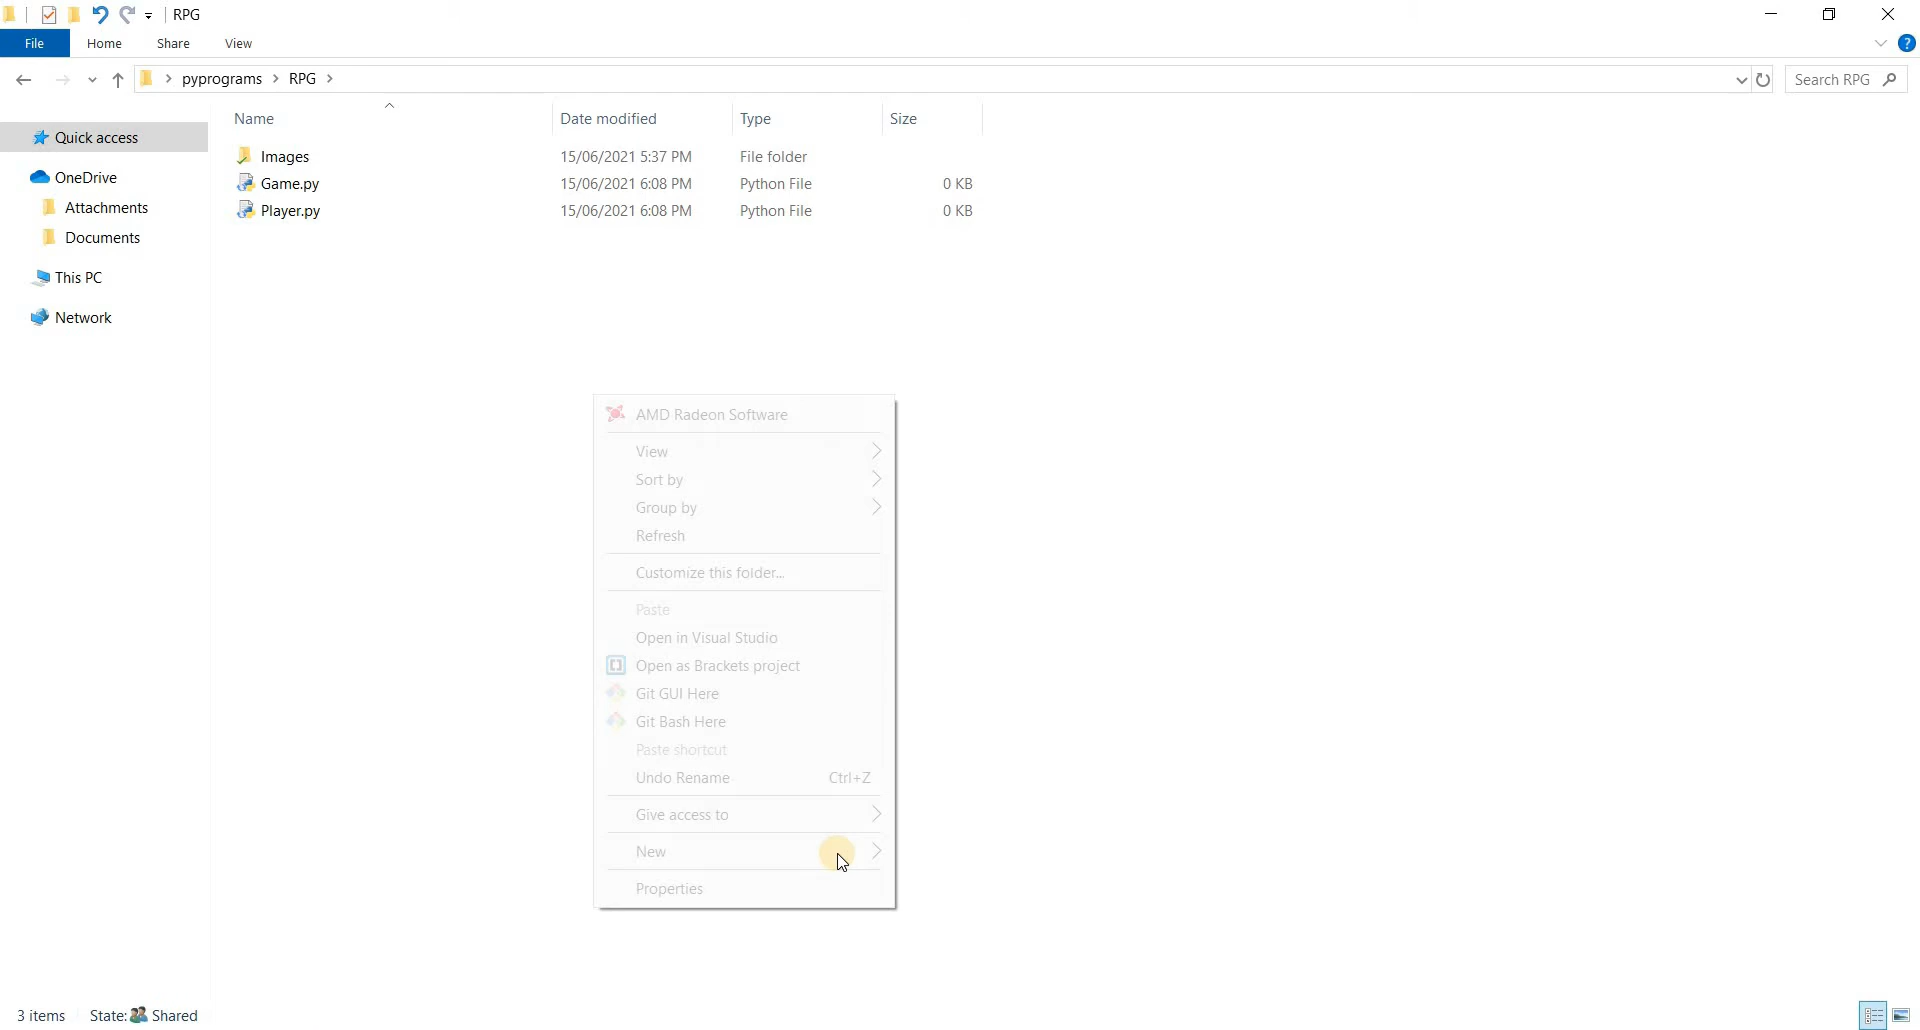 RPG
File Home Share View
pyprograms RPG Search RPG
Name Date modified Type Size
Quick access
OneDrive
Attachments
Documents
This PC
Network
Images 15/06/2021 5:37 PM File folder
Game.py 15/06/2021 6:08 PM Python File 0 KB
Player.py 15/06/2021 6:08 PM Python File 0 KB
AMD Radeon Software
View
Sort by
Group by
Refresh
Customize this folder...
Paste
Open in Visual Studio
Open as Brackets project
Git GUI Here
Git Bash Here
Paste shortcut
Undo Rename Ctrl+Z
Give access to
New
Properties
3 items State: Shared